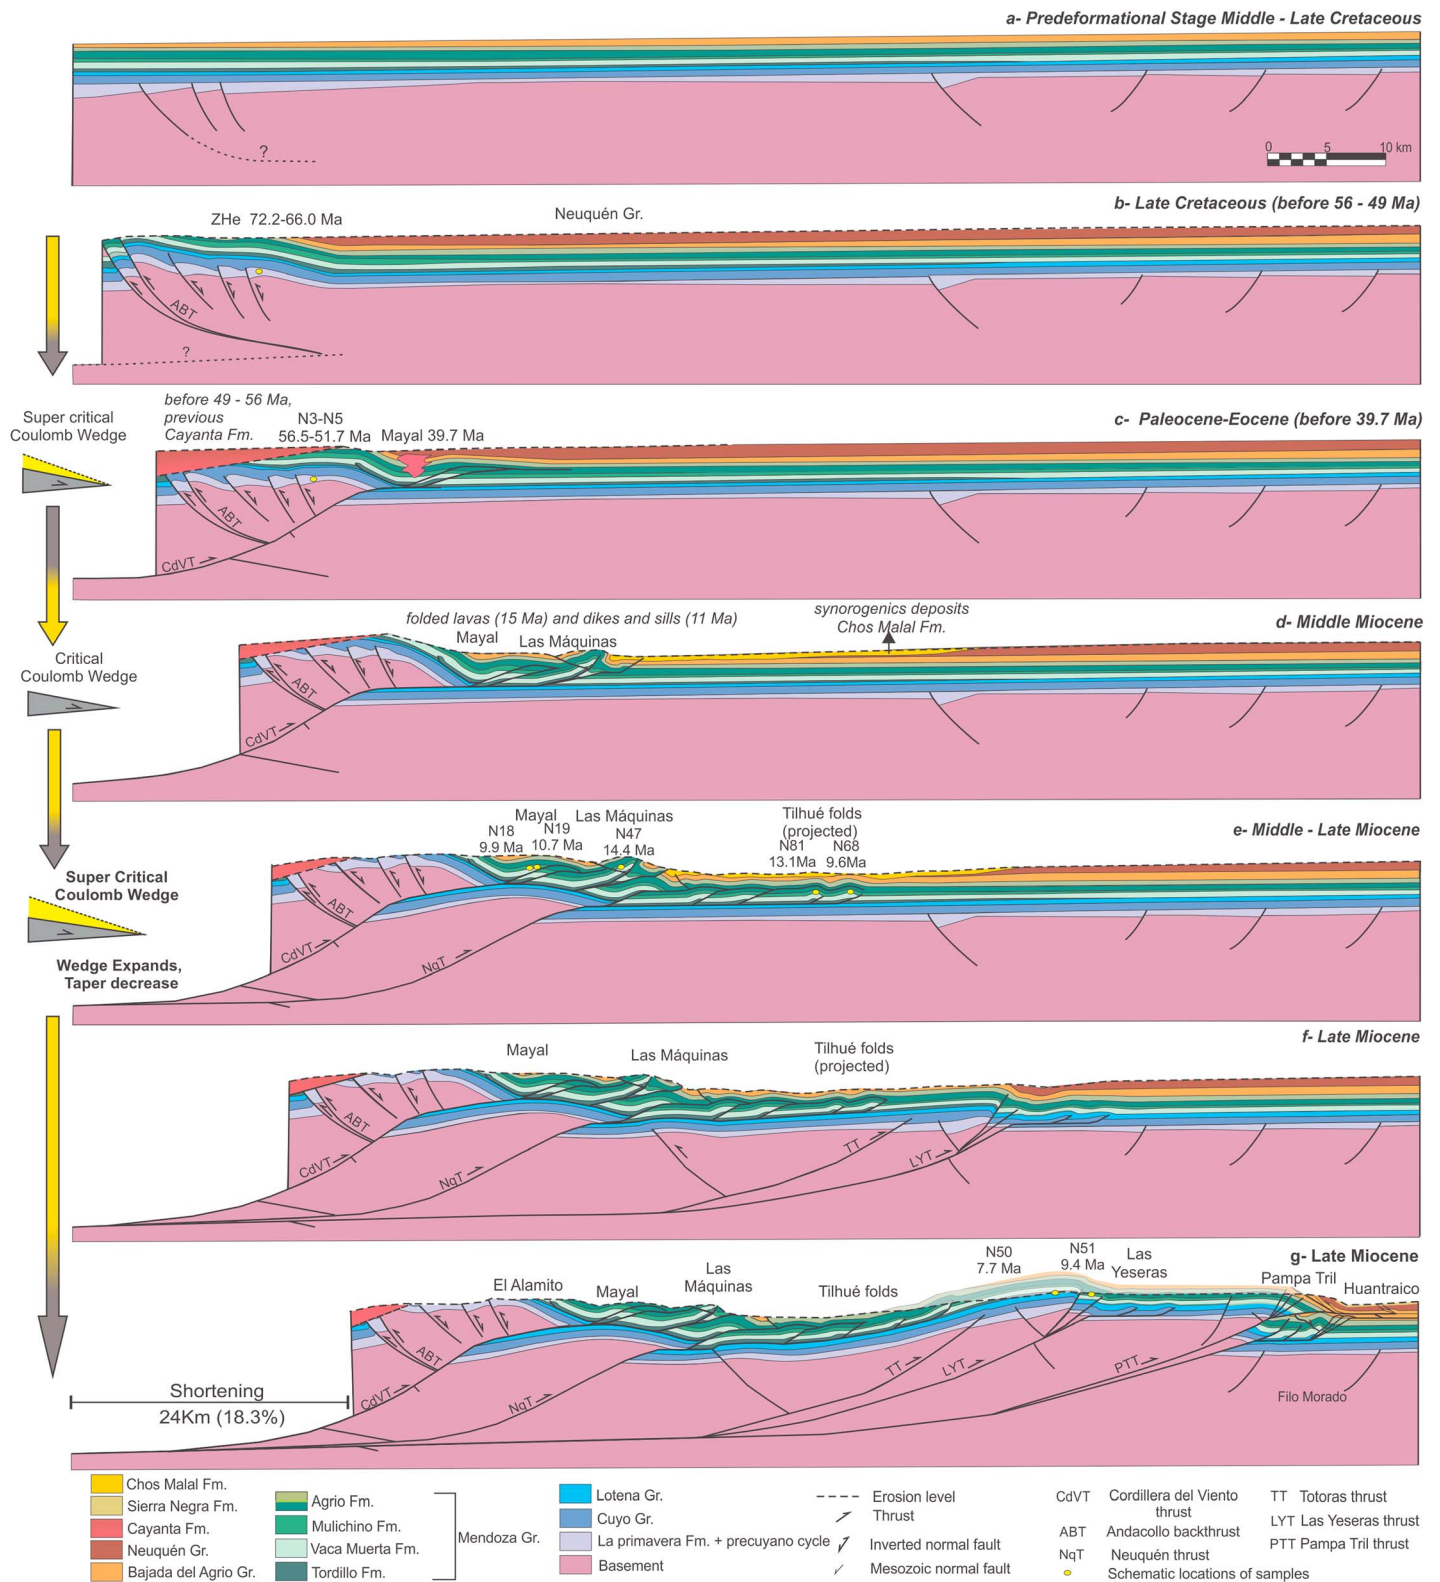 a- Predeformational Stage Middle - Late Cretaceous
?
0 5 10 km
b- Late Cretaceous (before 56 - 49 Ma)
ZHe 72.2-66.0 Ma
Neuquén Gr.
ABT
?
before 49 - 56 Ma,
previous
Cayanta Fm.
N3-N5
56.5-51.7 Ma
Mayal 39.7 Ma
c- Paleocene-Eocene (before 39.7 Ma)
Super critical
Coulomb Wedge
ABT
CdVT
folded lavas (15 Ma) and dikes and sills (11 Ma)
Mayal
Las Máquinas
synorogenics deposits
Chos Malal Fm.
d- Middle Miocene
Critical
Coulomb Wedge
ABT
CdVT
Mayal
Las Máquinas
Tilhué folds
(projected)
e- Middle - Late Miocene
N18
9.9 Ma
N19
10.7 Ma
N47
14.4 Ma
N81
13.1Ma
N68
9.6Ma
Super Critical
Coulomb Wedge
ABT
CdVT
NqT
Wedge Expands,
Taper decrease
f- Late Miocene
Mayal
Las Máquinas
Tilhué folds
(projected)
ABT
CdVT
NqT
TT
LYT
g- Late Miocene
El Alamito
Mayal
Las
Máquinas
Tilhué folds
N50
7.7 Ma
N51
9.4 Ma
Las
Yeseras
Pampa Tril
Huantraico
ABT
CdVT
NqT
TT
LYT
PTT
Filo Morado
Shortening
24Km (18.3%)
Chos Malal Fm.
Sierra Negra Fm.
Cayanta Fm.
Neuquén Gr.
Bajada del Agrio Gr.
Agrio Fm.
Mulichino Fm.
Vaca Muerta Fm.
Tordillo Fm.
Mendoza Gr.
Lotena Gr.
Cuyo Gr.
La primavera Fm. + precuyano cycle
Basement
Erosion level
Thrust
Inverted normal fault
Mesozoic normal fault
CdVT Cordillera del Viento
thrust
ABT Andacollo backthrust
NqT Neuquén thrust
Schematic locations of samples
TT Totoras thrust
LYT Las Yeseras thrust
PTT Pampa Tril thrust